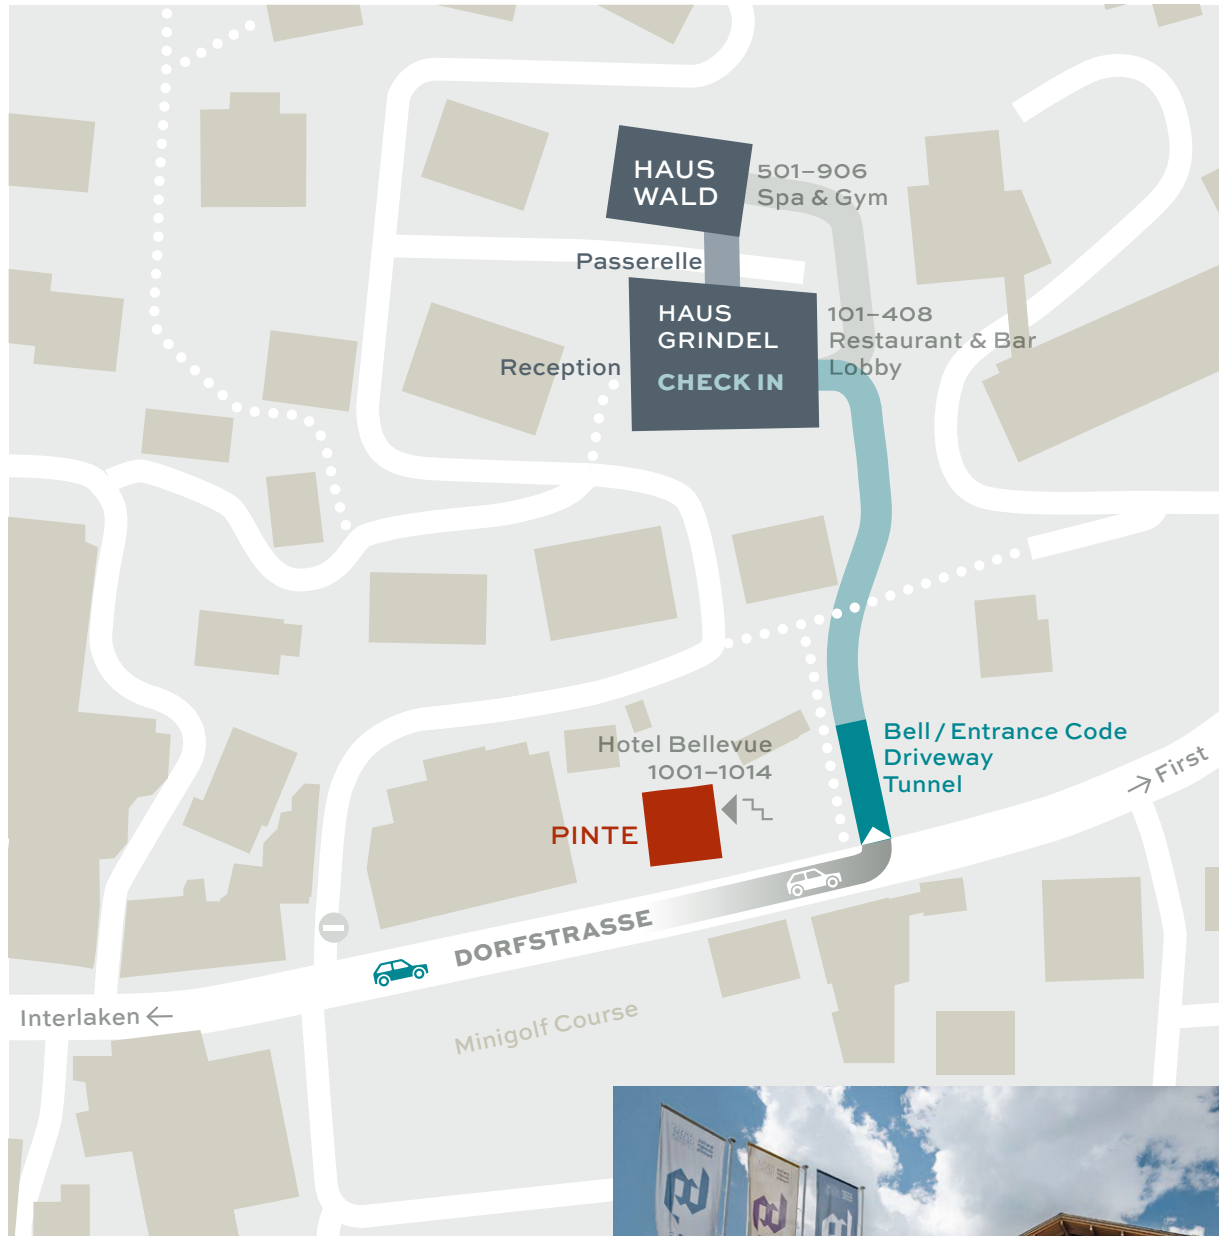 HAUS
WALD
501–906
Spa & Gym
Passerelle
HAUS
GRINDEL
CHECK IN
101–408
Restaurant & Bar
Lobby
Reception
Bell / Entrance Code
Driveway
Tunnel
First
Hotel Bellevue
1001–1014
PINTE
DORFSTRASSE
Interlaken
Minigolf Course